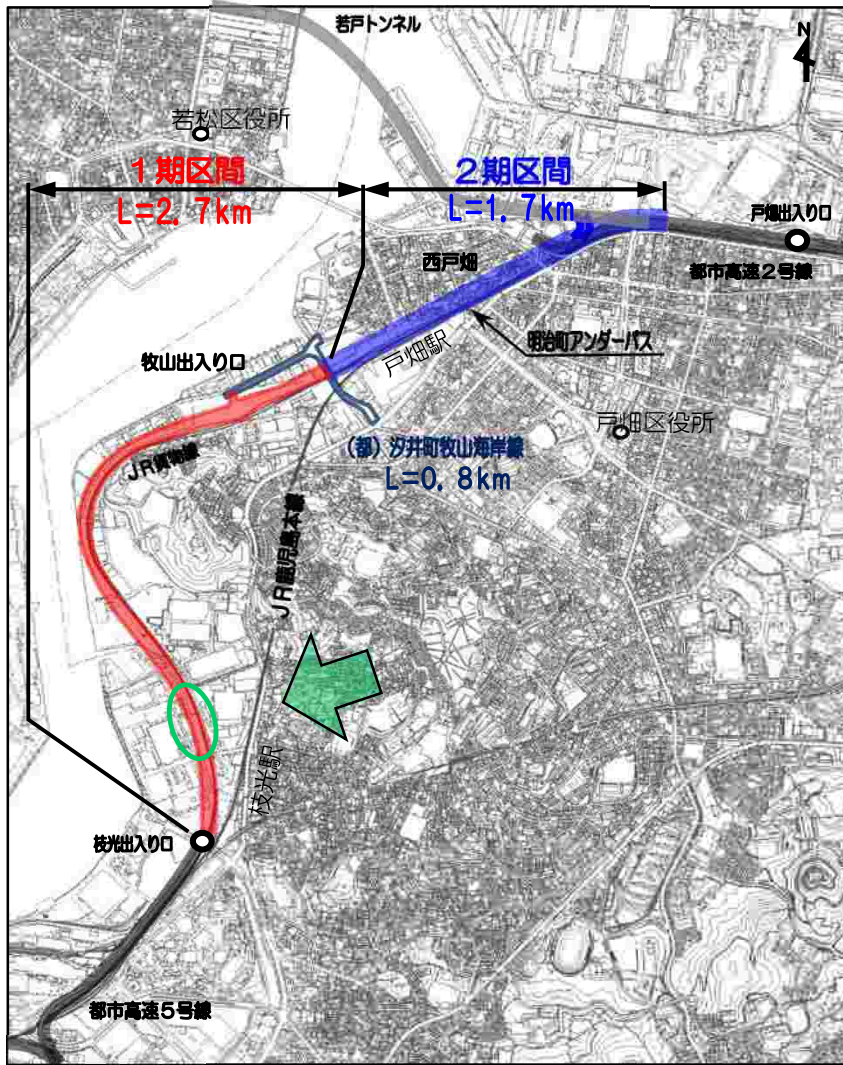 若戸トンネル
N
若松区役所
1期区間
L=2.7km
2期区間
L=1.7km
戸畑出入り口
都市高速2号線
西戸畑
明治町アンダーパス
戸畑駅
牧山出入り口
戸畑区役所
(都)汐井町牧山海岸線
L=0.8km
JR貨物線
JR鹿児島本線
枝光駅
枝光出入り口
都市高速5号線